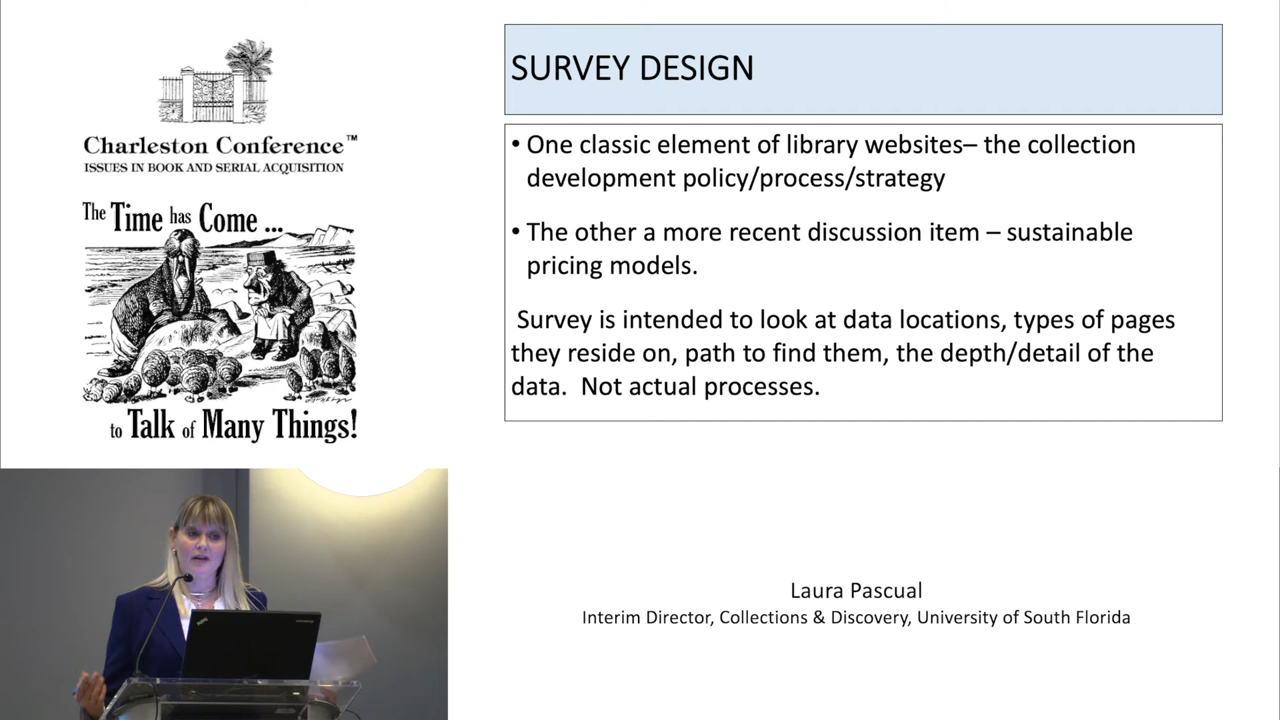 Charleston Conference™
ISSUES IN BOOK AND SERIAL ACQUISITION
The Time has Come ...
to Talk of Many Things!
SURVEY DESIGN
• One classic element of library websites– the collection
development policy/process/strategy
• The other a more recent discussion item – sustainable
pricing models.
Survey is intended to look at data locations, types of pages
they reside on, path to find them, the depth/detail of the
data.  Not actual processes.
Laura Pascual
Interim Director, Collections & Discovery, University of South Florida